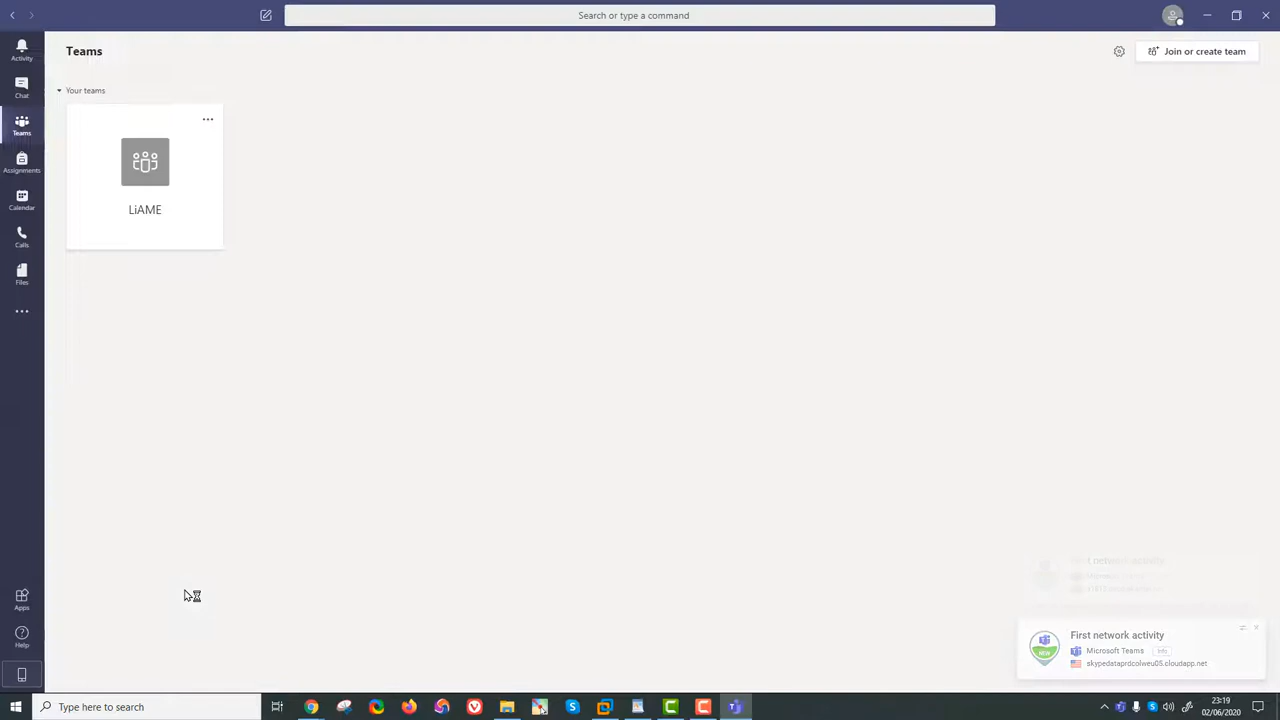 Search or type a command
Activity
Chat
Teams
Assignments
Calendar
Calls
Files
Apps
Help
Teams
Join or create team
Your teams
LiAME
First network activity
NEW
Microsoft Teams
Info
skypedataprdcolweu05.cloudapp.net
Type here to search
23:19
02/06/2020